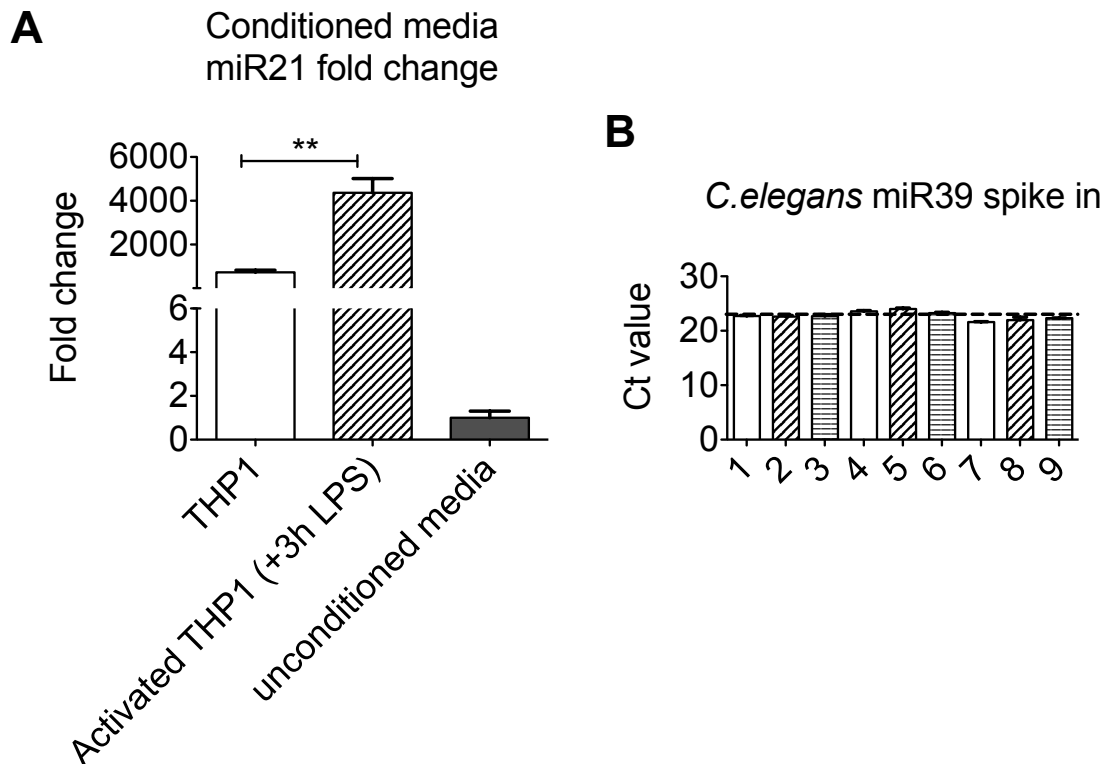 A
Conditioned media
miR21 fold change
**
Fold change
6000
4000
2000
6
4
2
0
THP1
Activated THP1 (+3h LPS)
unconditioned media
B
C.elegans miR39 spike in
Ct value
30
20
10
0
1 2 3 4 5 6 7 8 9